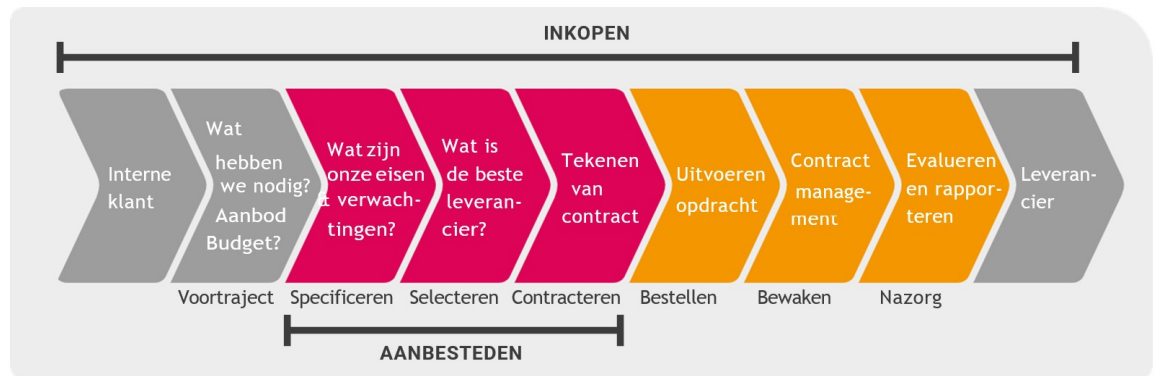 INKOPEN
Interne
klant
Wat
hebben
we nodig?
Aanbod
Budget?
Wat zijn
onze eisen
& verwach-
tingen?
Wat is
de beste
leveran-
cier?
Tekenen
van
contract
Uitvoeren
opdracht
Contract
manage-
ment
Evalueren
en rappor-
teren
Leveran-
cier
Voortraject
Specificeren
Selecteren
Contracteren
Bestellen
Bewaken
Nazorg
AANBESTEDEN